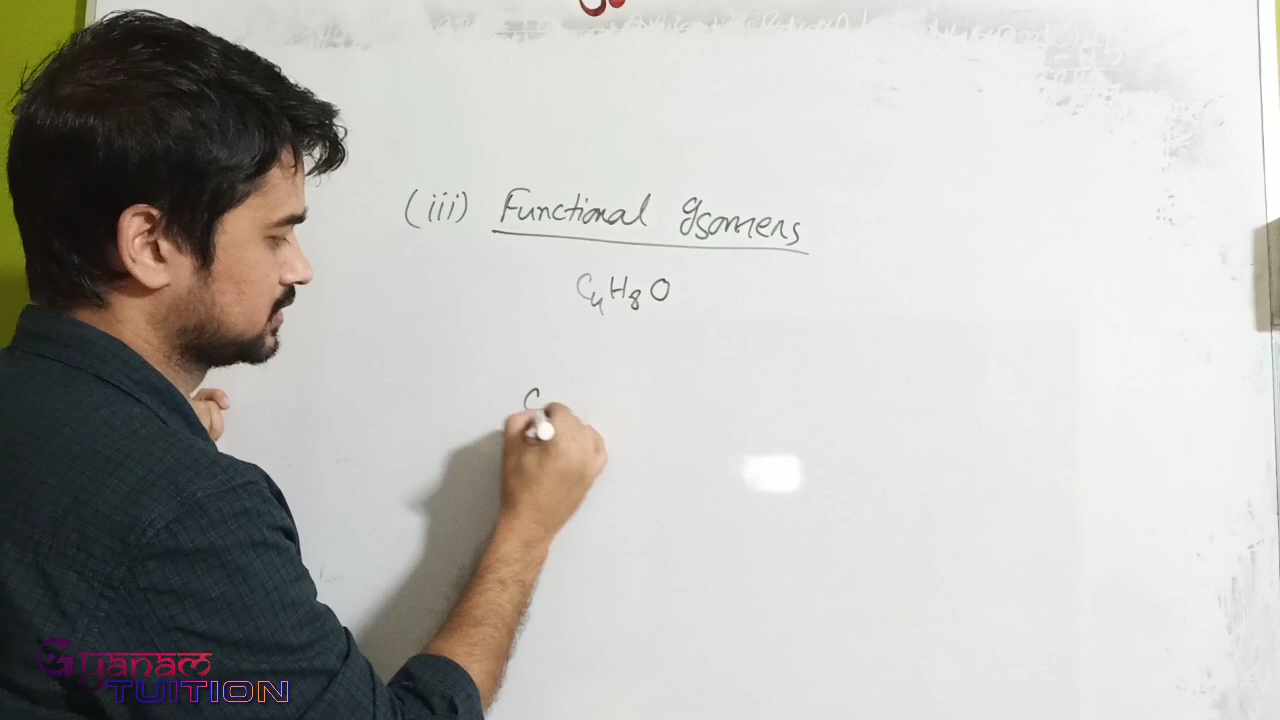 (iii) Functional Isomers
C₄H₈O
C
Gyanam
TUITION